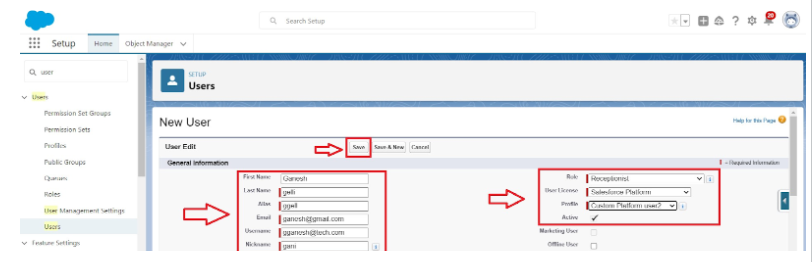 Search Setup
20
Setup Home Object Manager
user
SETUP
Users
Users
Permission Set Groups
Permission Sets
Profiles
Public Groups
Queues
Roles
User Management Settings
Users
Feature Settings
New User
Help for this Page
User Edit Save Save & New Cancel
General Information
= Required Information
First Name Ganesh
Last Name gelli
Alias ggell
Email ganesh@gmail.com
Username gganesh@tech.com
Nickname gani
Role Receptionist
User License Salesforce Platform
Profile Custom Platform user2
Active
Marketing User
Offline User